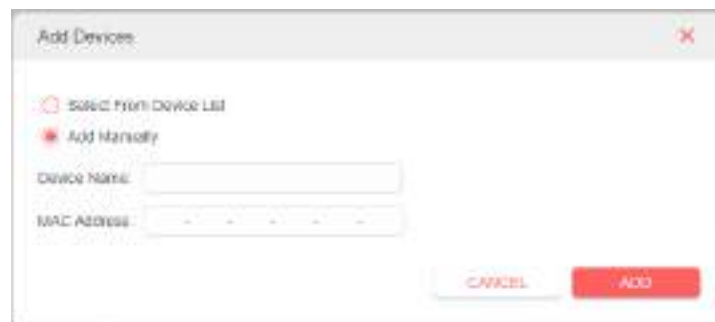 Add Devices
Select From Device List
Add Manually
Device Name:
MAC Address: - - - - -
CANCEL ADD